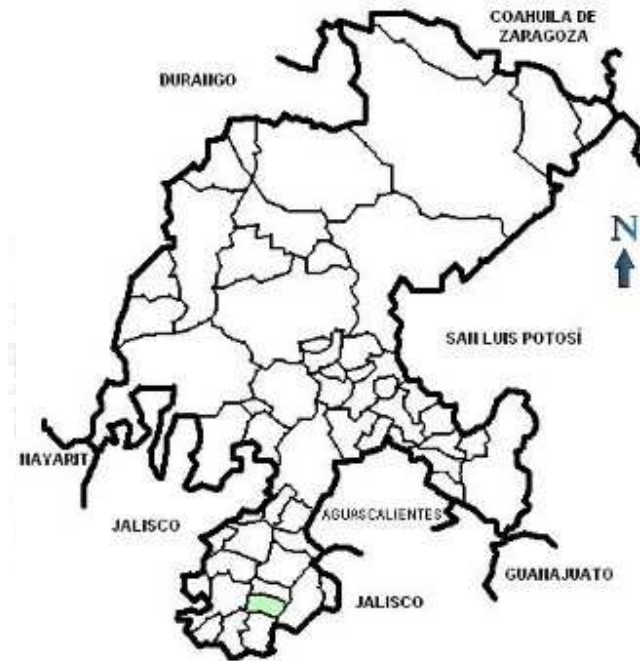 COAHUILA DE
ZARAGOZA
DURANGO
N
SAN LUIS POTOSÍ
NAYARIT
JALISCO
AGUASCALIENTES
GUANAJUATO
JALISCO